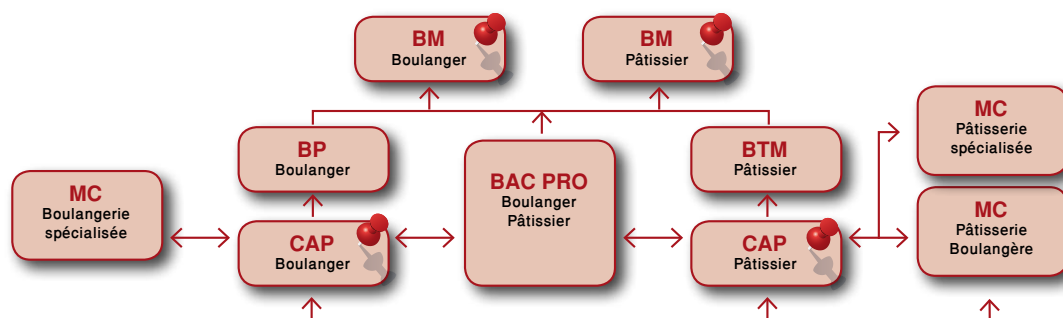 BM
Boulanger
BM
Pâtissier
BP
Boulanger
BAC PRO
Boulanger
Pâtissier
BTM
Pâtissier
MC
Pâtisserie
spécialisée
MC
Boulangerie
spécialisée
CAP
Boulanger
CAP
Pâtissier
MC
Pâtisserie
Boulangère